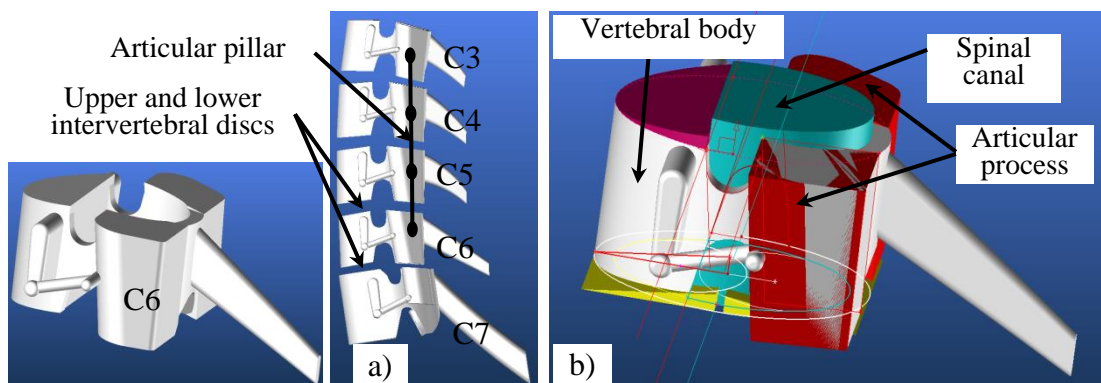 Articular pillar
Upper and lower
intervertebral discs
C6
C3
C4
C5
C6
C7
a)
b)
Vertebral body
Spinal
canal
Articular
process